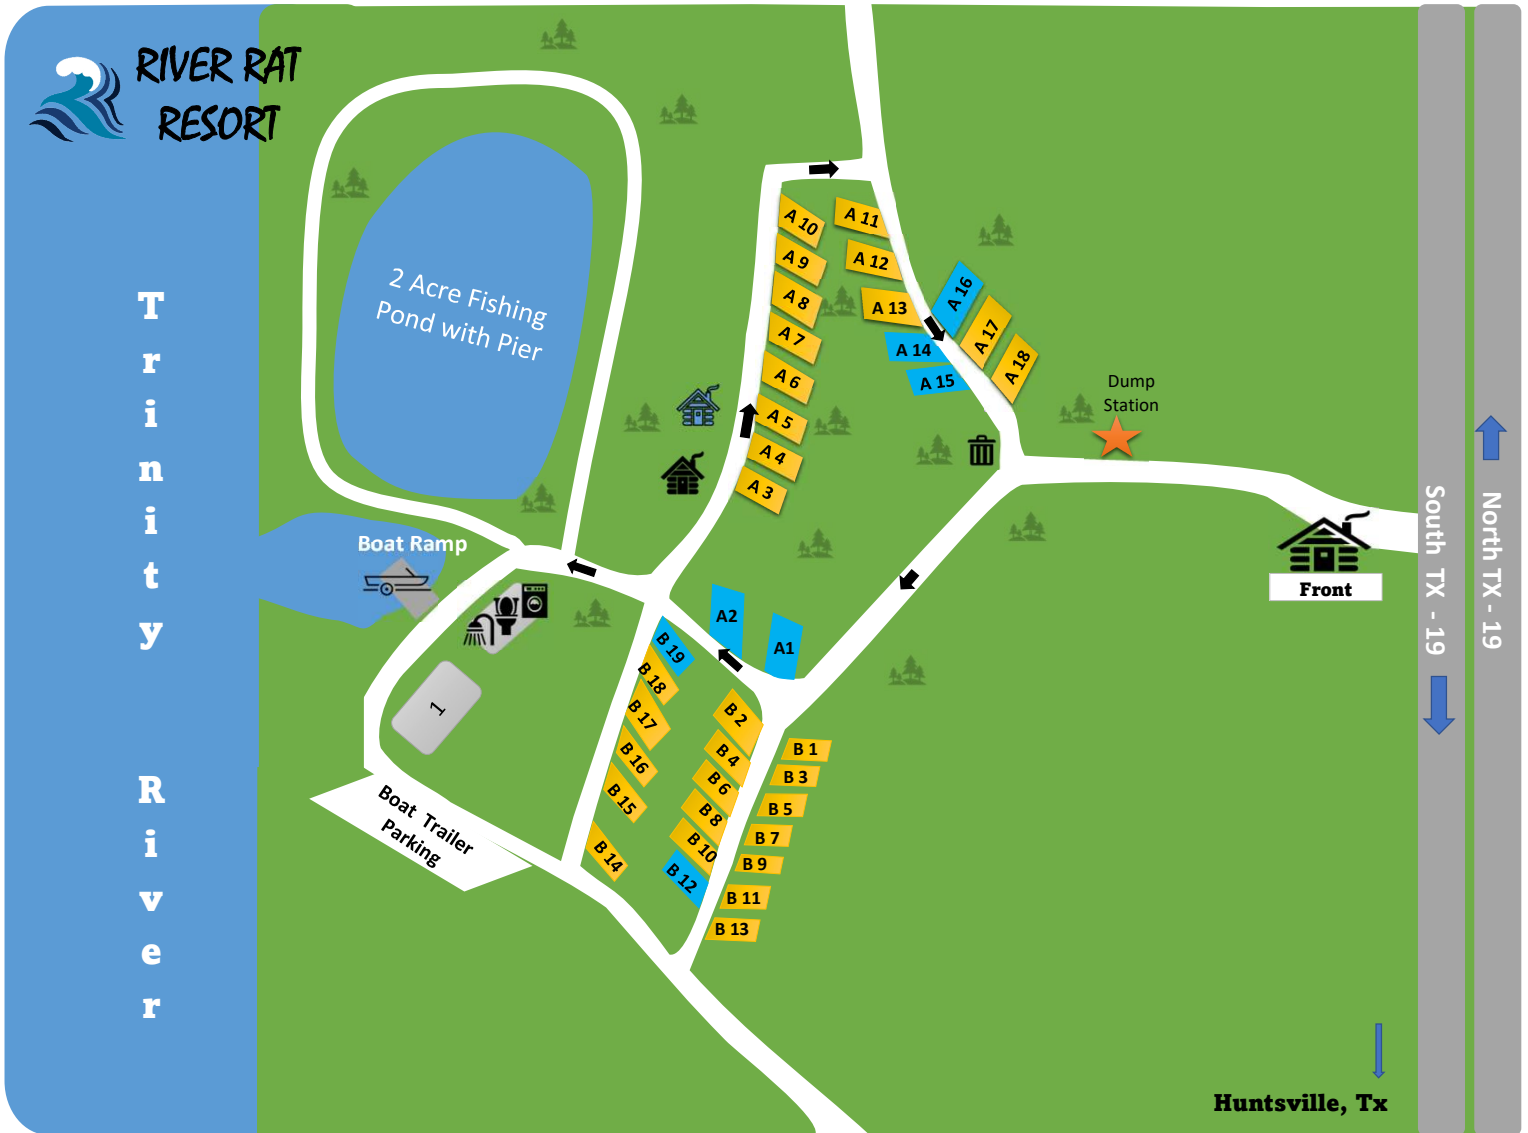 RIVER RAT
RESORT
Trinity
River
2 Acre Fishing
Pond with Pier
Boat Ramp
1
Boat Trailer
Parking
A 10
A 9
A 8
A 7
A 6
A 5
A 4
A 3
A 11
A 12
A 13
A 14
A 15
A 16
A 17
A 18
A2
A1
B 19
B 18
B 17
B 16
B 15
B 14
B 2
B 4
B 6
B 8
B 10
B 12
B 1
B 3
B 5
B 7
B 9
B 11
B 13
Dump
Station
Front
South TX - 19
North TX - 19
Huntsville, Tx